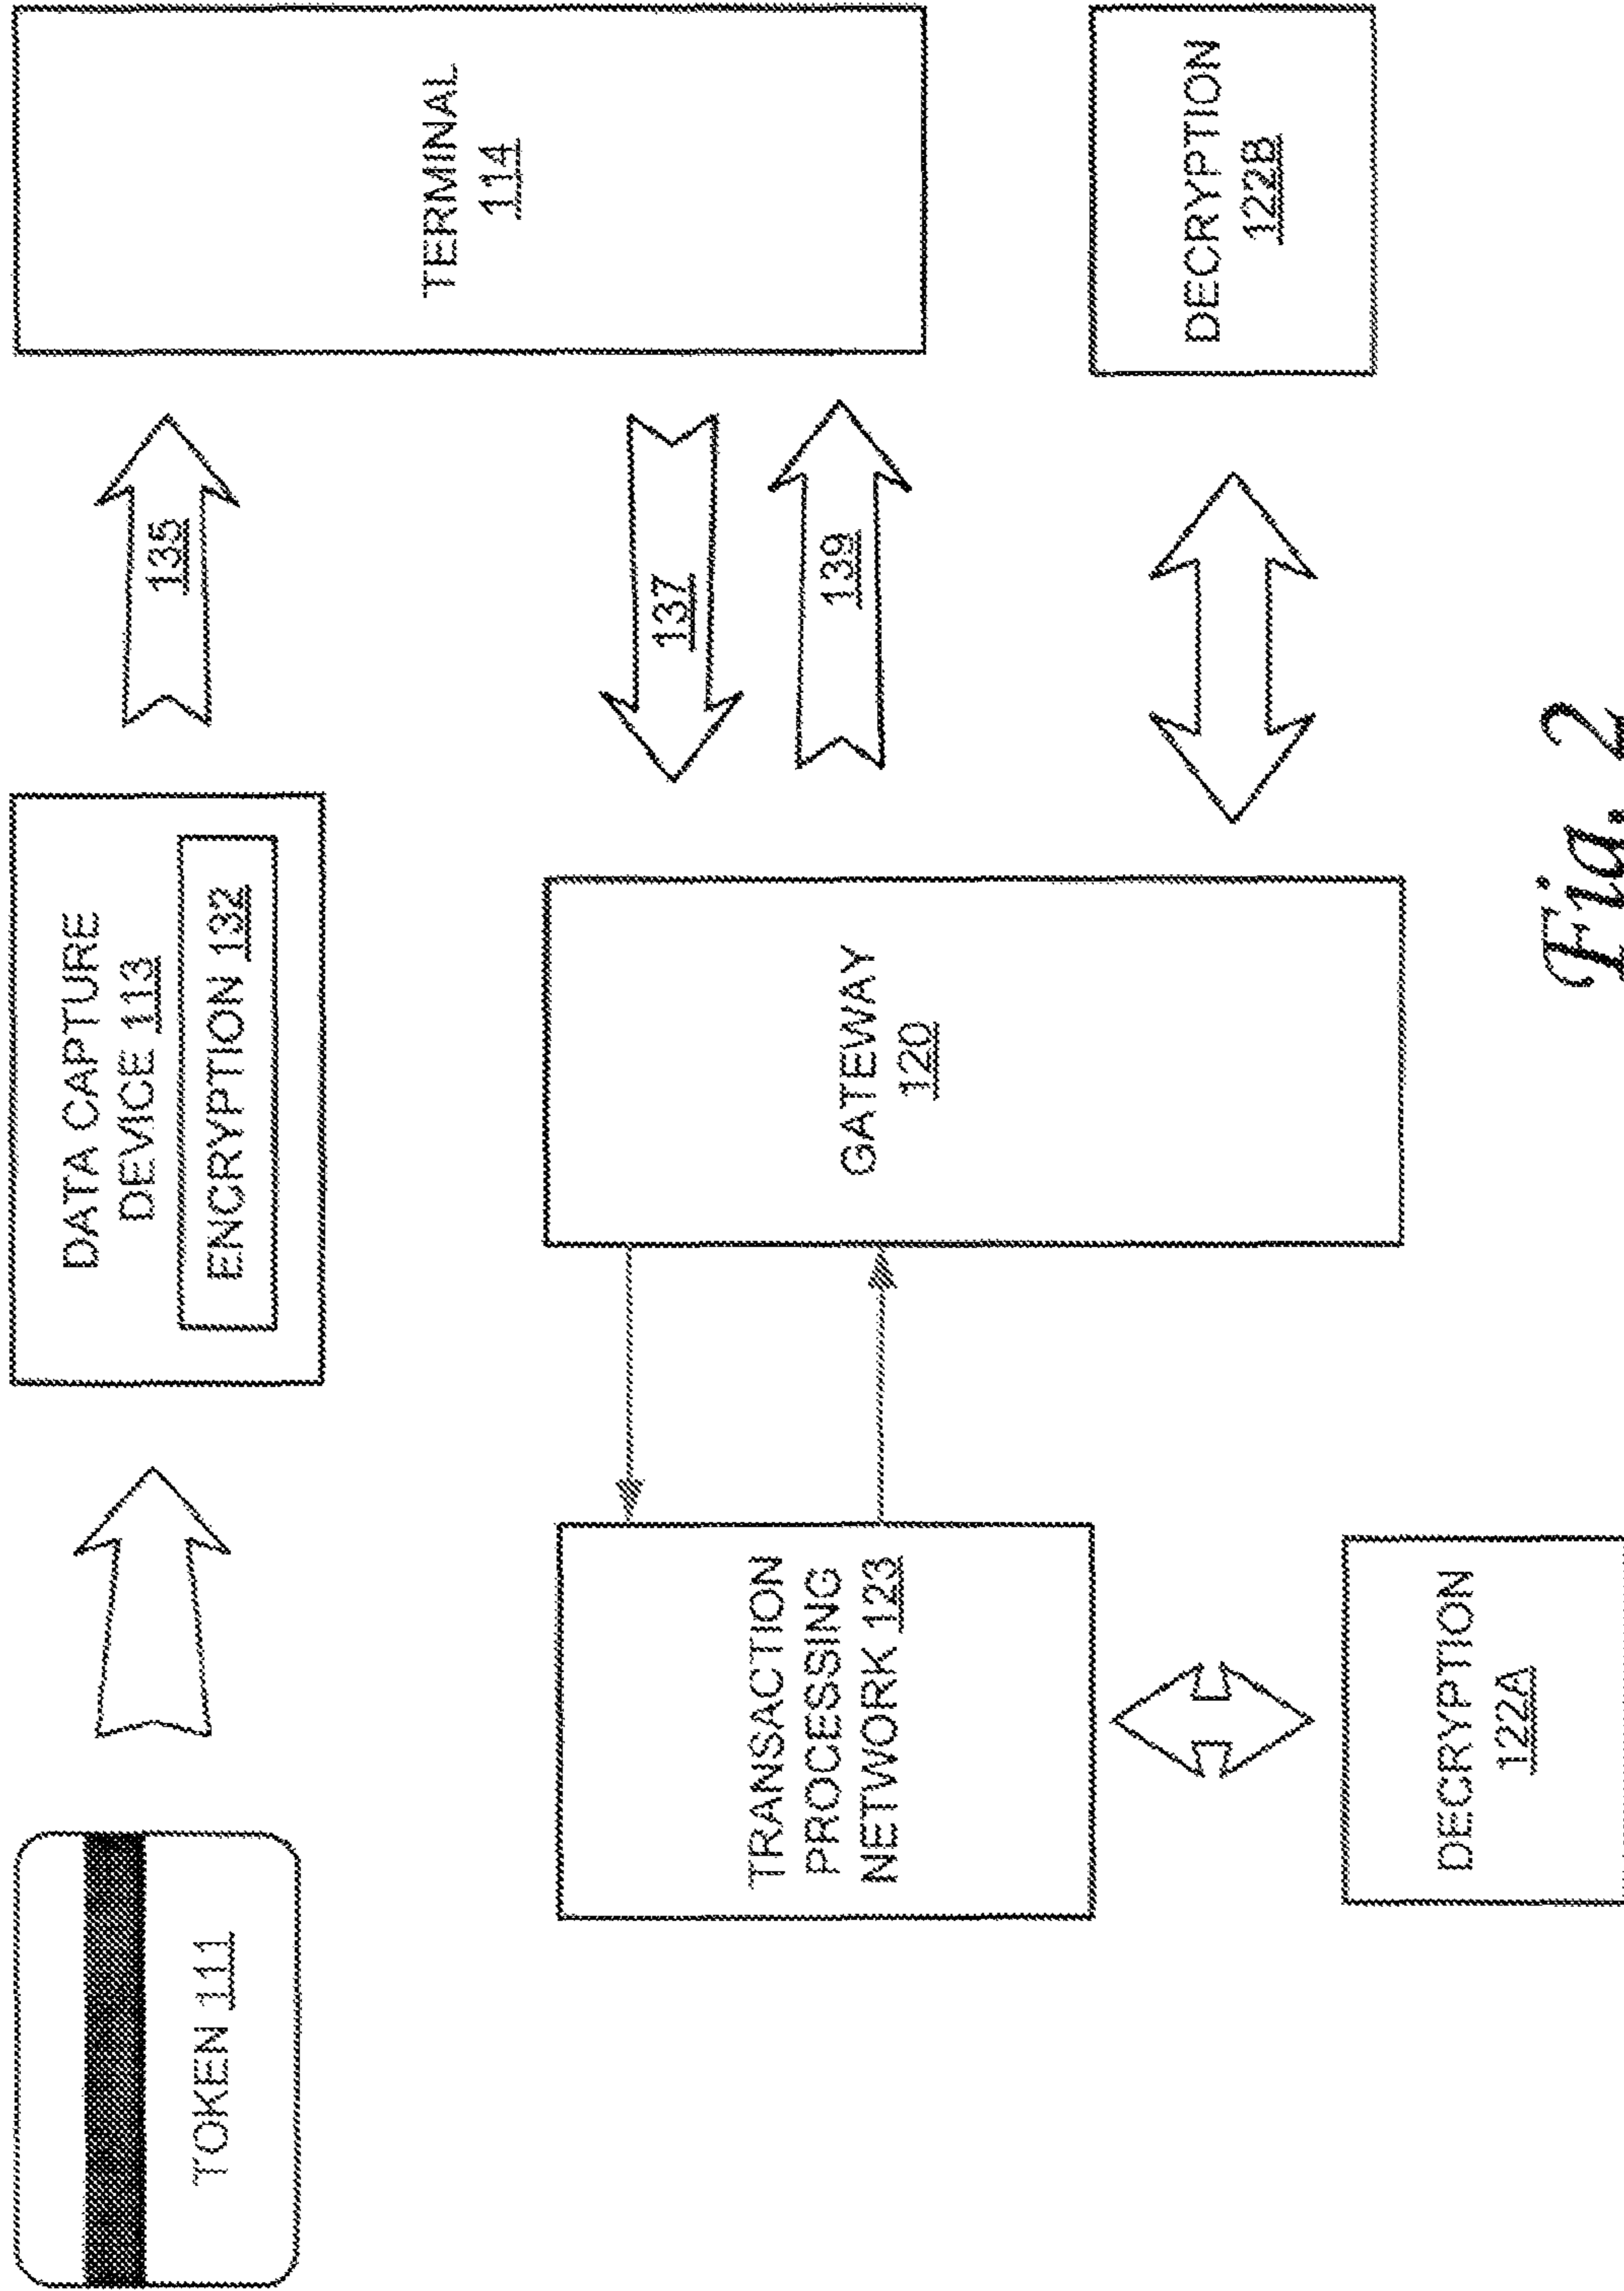 TOKEN 111
DATA CAPTURE
DEVICE 113
ENCRYPTION 132
135
TERMINAL
114
137
139
TRANSACTION
PROCESSING
NETWORK 123
GATEWAY
120
DECRYPTION
122B
DECRYPTION
122A
Fig. 2